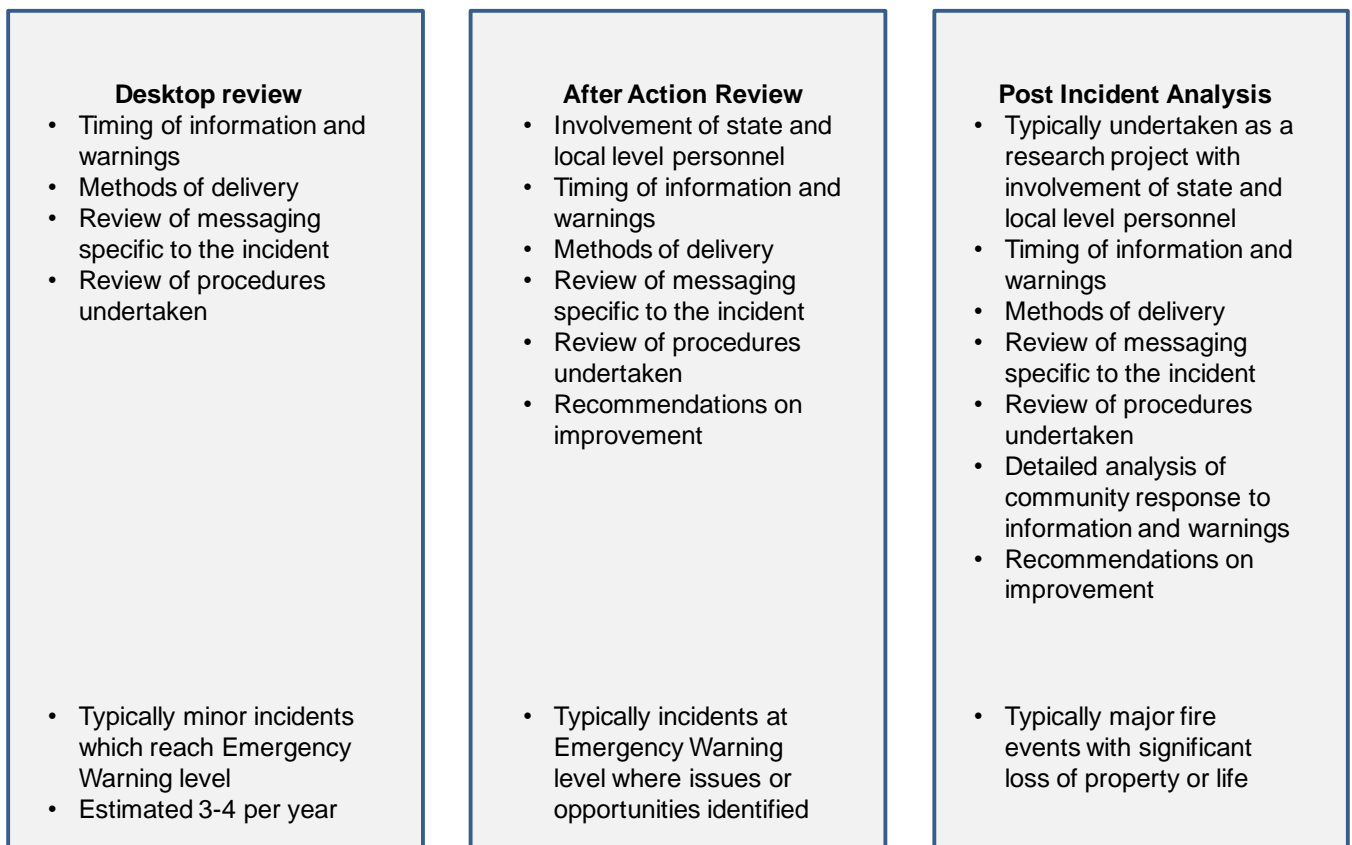 Desktop review
• Timing of information and
warnings
• Methods of delivery
• Review of messaging
specific to the incident
• Review of procedures
undertaken
• Typically minor incidents
which reach Emergency
Warning level
• Estimated 3-4 per year
After Action Review
• Involvement of state and
local level personnel
• Timing of information and
warnings
• Methods of delivery
• Review of messaging
specific to the incident
• Review of procedures
undertaken
• Recommendations on
improvement
• Typically incidents at
Emergency Warning
level where issues or
opportunities identified
Post Incident Analysis
• Typically undertaken as a
research project with
involvement of state and
local level personnel
• Timing of information and
warnings
• Methods of delivery
• Review of messaging
specific to the incident
• Review of procedures
undertaken
• Detailed analysis of
community response to
information and warnings
• Recommendations on
improvement
• Typically major fire
events with significant
loss of property or life